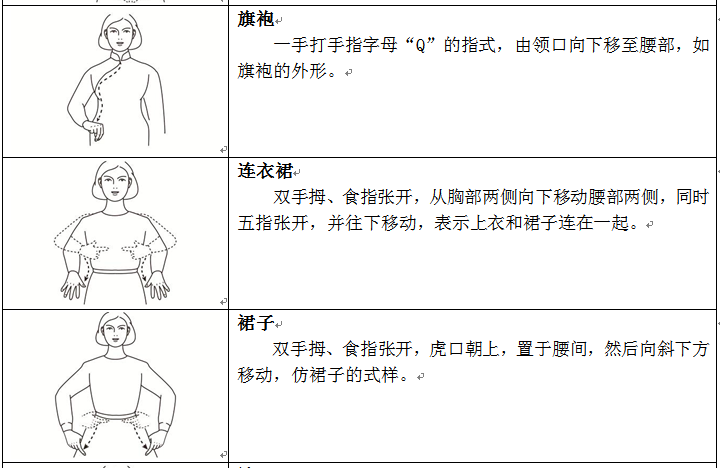 旗袍
一手打手指字母“Q”的指式，由领口向下移至腰部，如
旗袍的外形。
连衣裙
双手拇、食指张开，从胸部两侧向下移动腰部两侧，同时
五指张开，并往下移动，表示上衣和裙子连在一起。
裙子
双手拇、食指张开，虎口朝上，置于腰间，然后向斜下方
移动，仿裙子的式样。